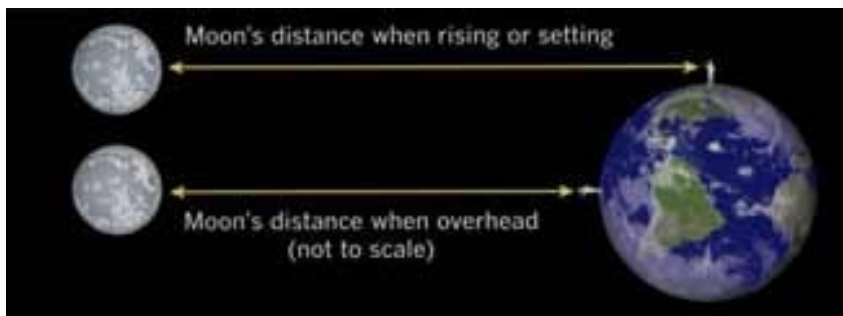 Moon's distance when rising or setting
Moon's distance when overhead
(not to scale)